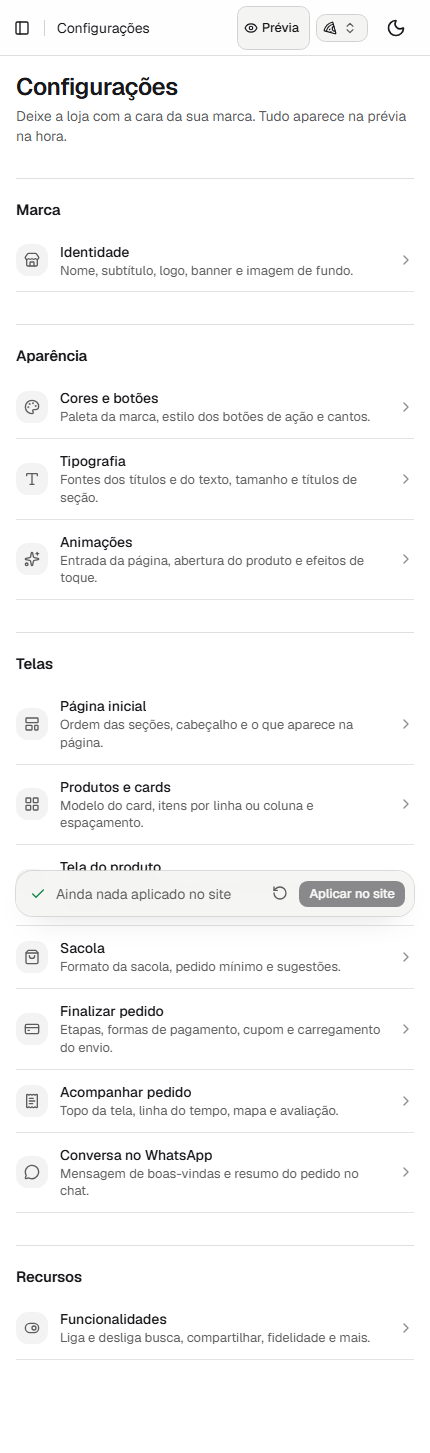 Configurações
Prévia
Configurações
Deixe a loja com a cara da sua marca. Tudo aparece na prévia
na hora.
Marca
Identidade
Nome, subtítulo, logo, banner e imagem de fundo.
Aparência
Cores e botões
Paleta da marca, estilo dos botões de ação e cantos.
Tipografia
Fontes dos títulos e do texto, tamanho e títulos de
seção.
Animações
Entrada da página, abertura do produto e efeitos de
toque.
Telas
Página inicial
Ordem das seções, cabeçalho e o que aparece na
página.
Produtos e cards
Modelo do card, itens por linha ou coluna e
espaçamento.
Tela do produto
Ainda nada aplicado no site
Aplicar no site
Sacola
Formato da sacola, pedido mínimo e sugestões.
Finalizar pedido
Etapas, formas de pagamento, cupom e carregamento
do envio.
Acompanhar pedido
Topo da tela, linha do tempo, mapa e avaliação.
Conversa no WhatsApp
Mensagem de boas-vindas e resumo do pedido no
chat.
Recursos
Funcionalidades
Liga e desliga busca, compartilhar, fidelidade e mais.